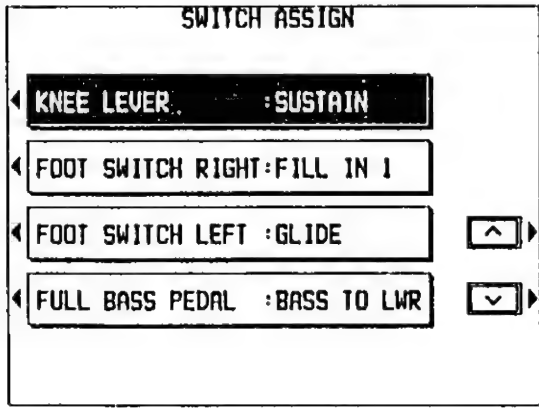 SWITCH ASSIGN
KNEE LEVER :SUSTAIN
FOOT SWITCH RIGHT:FILL IN 1
FOOT SWITCH LEFT :GLIDE
FULL BASS PEDAL :BASS TO LWR